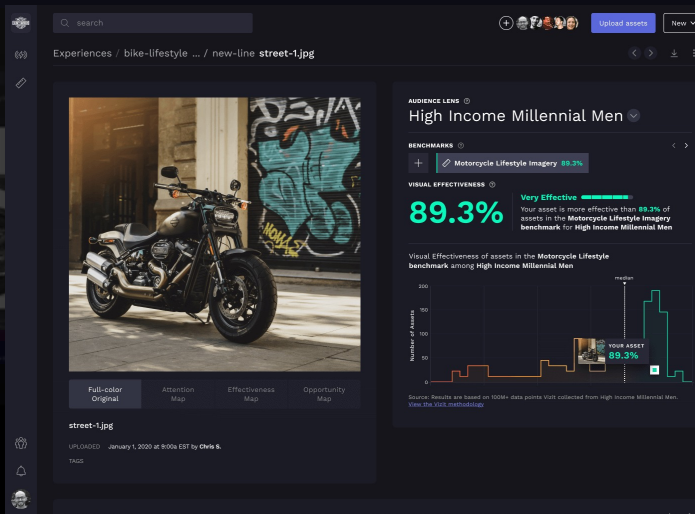 search
Upload assets
New
Experiences / bike-lifestyle ... / new-line street-1.jpg
AUDIENCE LENS
High Income Millennial Men
BENCHMARKS
Motorcycle Lifestyle Imagery 89.3%
VISUAL EFFECTIVENESS
89.3%
Very Effective
Your asset is more effective than 89.3% of
assets in the Motorcycle Lifestyle Imagery
benchmark for High Income Millennial Men
Visual Effectiveness of assets in the Motorcycle Lifestyle
benchmark among High Income Millennial Men
median
Number of Assets
200
150
100
50
0
YOUR ASSET
89.3%
Source: Results are based on 100M+ data points Vizit collected from High Income Millennial Men.
View the Vizit methodology
Full-color
Original
Attention
Map
Effectiveness
Map
Opportunity
Map
street-1.jpg
UPLOADED January 1, 2020 at 9:00a EST by Chris S.
TAGS